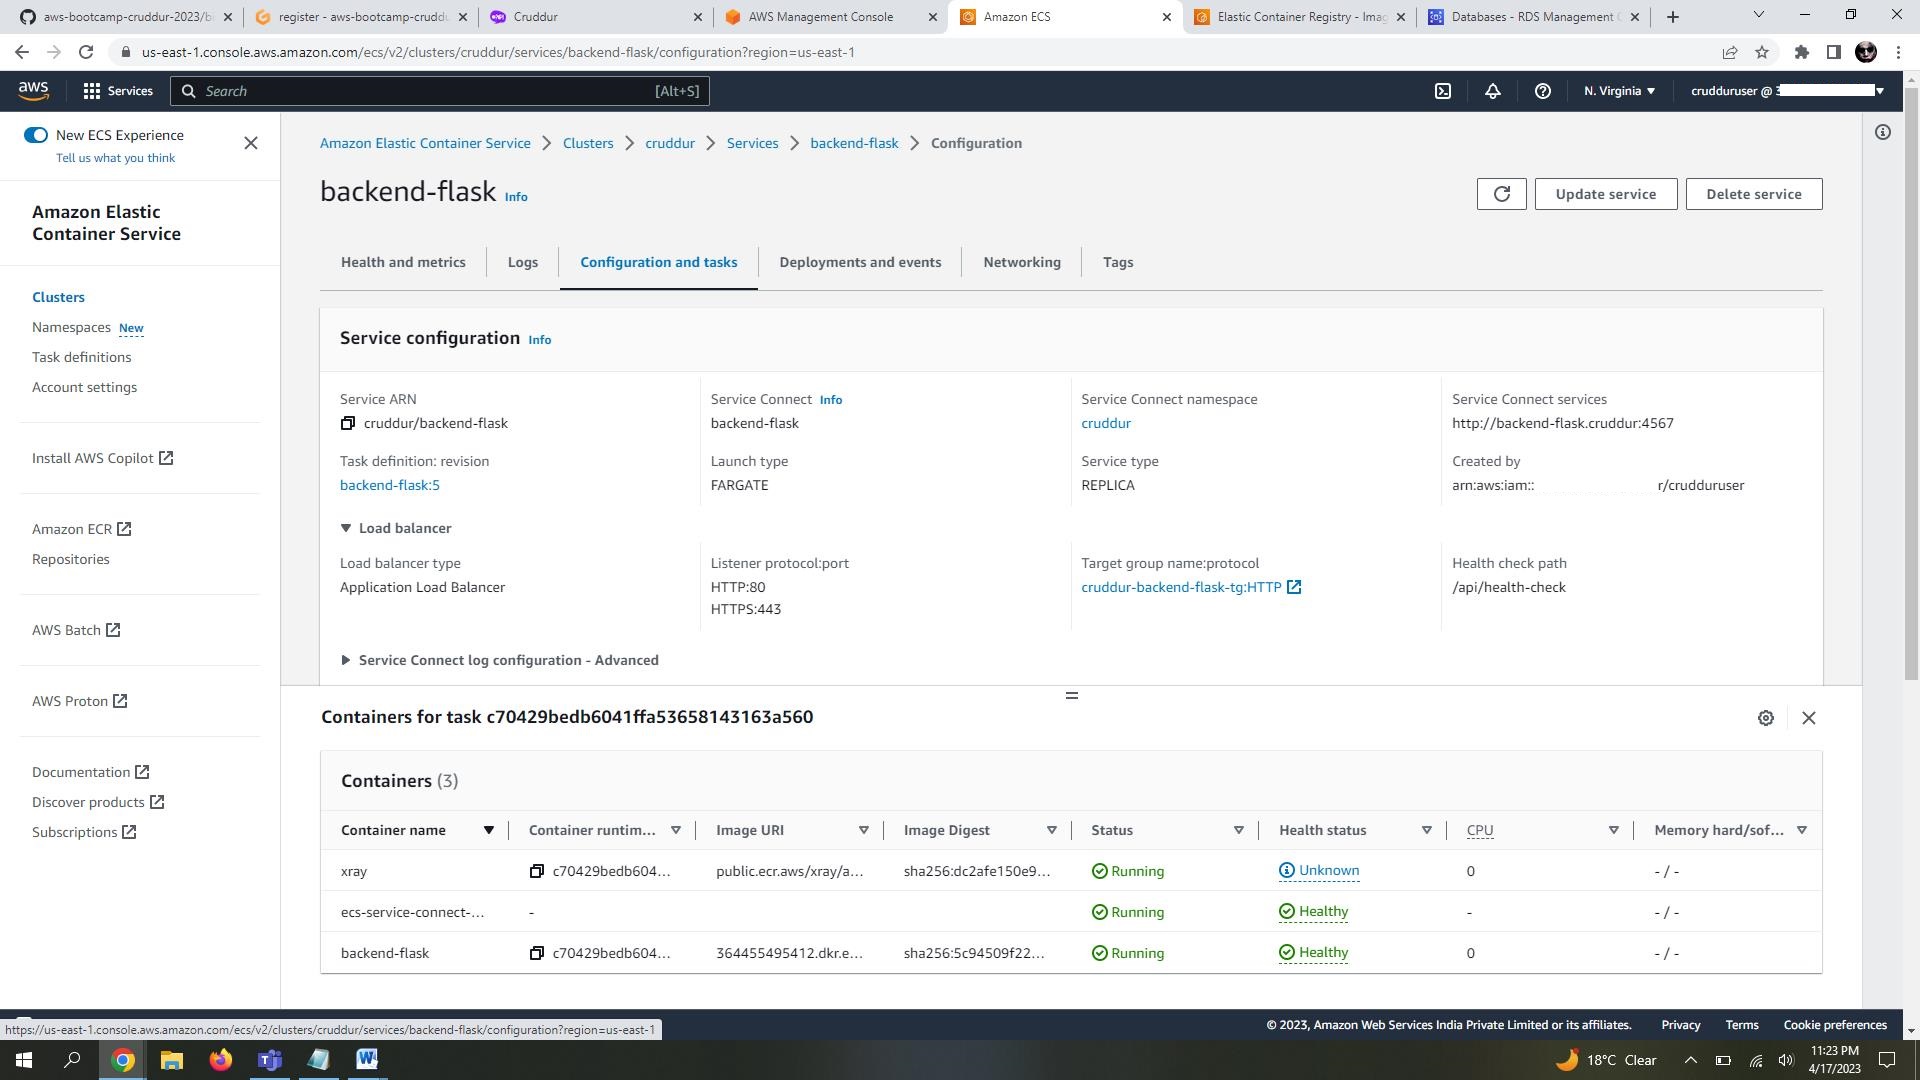 aws-bootcamp-cruddur-2023/bi
register - aws-bootcamp-cruddu
Cruddur
AWS Management Console
Amazon ECS
Elastic Container Registry - Imag
Databases - RDS Management C
us-east-1.console.aws.amazon.com/ecs/v2/clusters/cruddur/services/backend-flask/configuration?region=us-east-1
aws
Services
Search
[Alt+S]
N. Virginia
crudduruser @ 3
New ECS Experience
Tell us what you think
Amazon Elastic
Container Service
Clusters
Namespaces New
Task definitions
Account settings
Install AWS Copilot
Amazon ECR
Repositories
AWS Batch
AWS Proton
Documentation
Discover products
Subscriptions
Amazon Elastic Container Service > Clusters > cruddur > Services > backend-flask > Configuration
backend-flask Info
Update service
Delete service
Health and metrics
Logs
Configuration and tasks
Deployments and events
Networking
Tags
Service configuration Info
Service ARN
cruddur/backend-flask
Service Connect Info
backend-flask
Service Connect namespace
cruddur
Service Connect services
http://backend-flask.cruddur:4567
Task definition: revision
backend-flask:5
Launch type
FARGATE
Service type
REPLICA
Created by
arn:aws:iam:: r/crudduruser
Load balancer
Load balancer type
Application Load Balancer
Listener protocol:port
HTTP:80
HTTPS:443
Target group name:protocol
cruddur-backend-flask-tg:HTTP
Health check path
/api/health-check
Service Connect log configuration - Advanced
Containers for task c70429bedb6041ffa53658143163a560
Containers (3)
Container name Container runtim... Image URI Image Digest Status Health status CPU Memory hard/sof...
xray c70429bedb604... public.ecr.aws/xray/a... sha256:dc2afe150e9... Running Unknown 0 - / -
ecs-service-connect-... - Running Healthy - - / -
backend-flask c70429bedb604... 364455495412.dkr.e... sha256:5c94509f22... Running Healthy 0 - / -
https://us-east-1.console.aws.amazon.com/ecs/v2/clusters/cruddur/services/backend-flask/configuration?region=us-east-1
© 2023, Amazon Web Services India Private Limited or its affiliates.
Privacy
Terms
Cookie preferences
18°C Clear
11:23 PM
4/17/2023